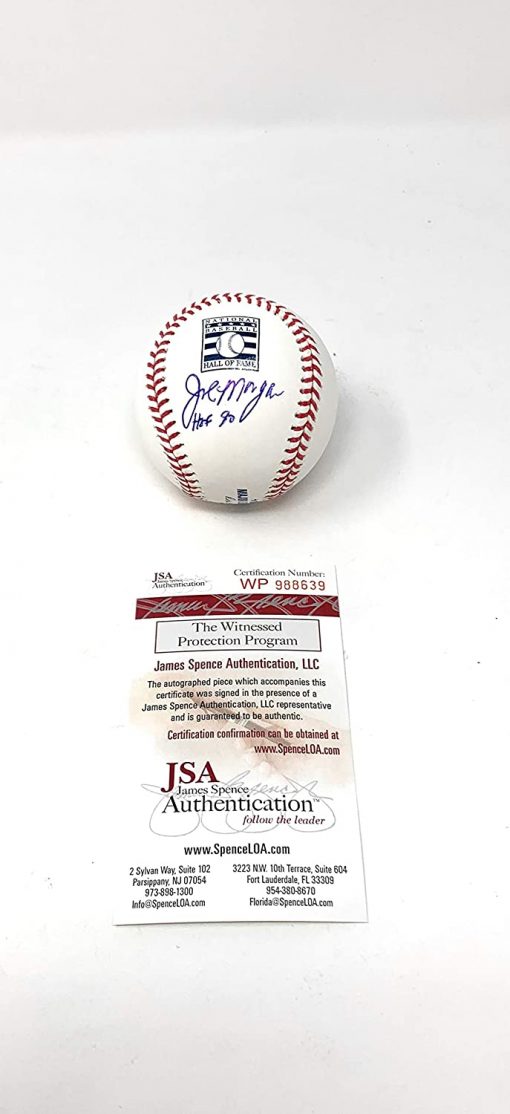 NATIONAL
BASEBALL
HALL OF FAME
Joe Morgan
HOF 90
JSA
James Spence
Authentication™
Certification Number:
WP 988639
The Witnessed
Protection Program
James Spence Authentication, LLC
The autographed piece which accompanies this
certificate was signed in the presence of a
James Spence Authentication, LLC representative
and is guaranteed to be authentic.
Certification confirmation can be obtained at
www.SpenceLOA.com
JSA
James Spence
Authentication™
follow the leader
www.SpenceLOA.com
2 Sylvan Way, Suite 102
Parsippany, NJ 07054
973-898-1300
Info@SpenceLOA.com
3223 N.W. 10th Terrace, Suite 604
Fort Lauderdale, FL 33309
954-380-8670
Florida@SpenceLOA.com